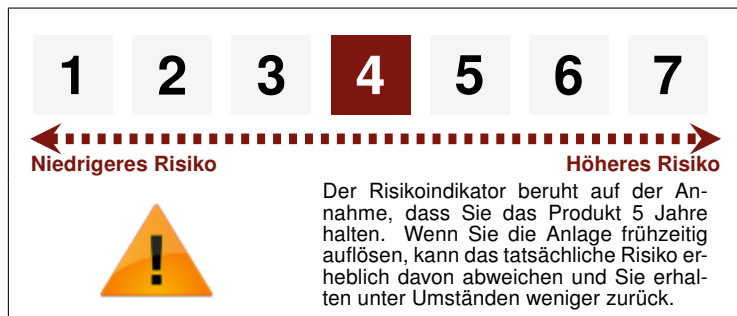 1 2 3 4 5 6 7
Niedrigeres Risiko Höheres Risiko
Der Risikoindikator beruht auf der An-
nahme, dass Sie das Produkt 5 Jahre
halten. Wenn Sie die Anlage frühzeitig
auflösen, kann das tatsächliche Risiko er-
heblich davon abweichen und Sie erhal-
ten unter Umständen weniger zurück.